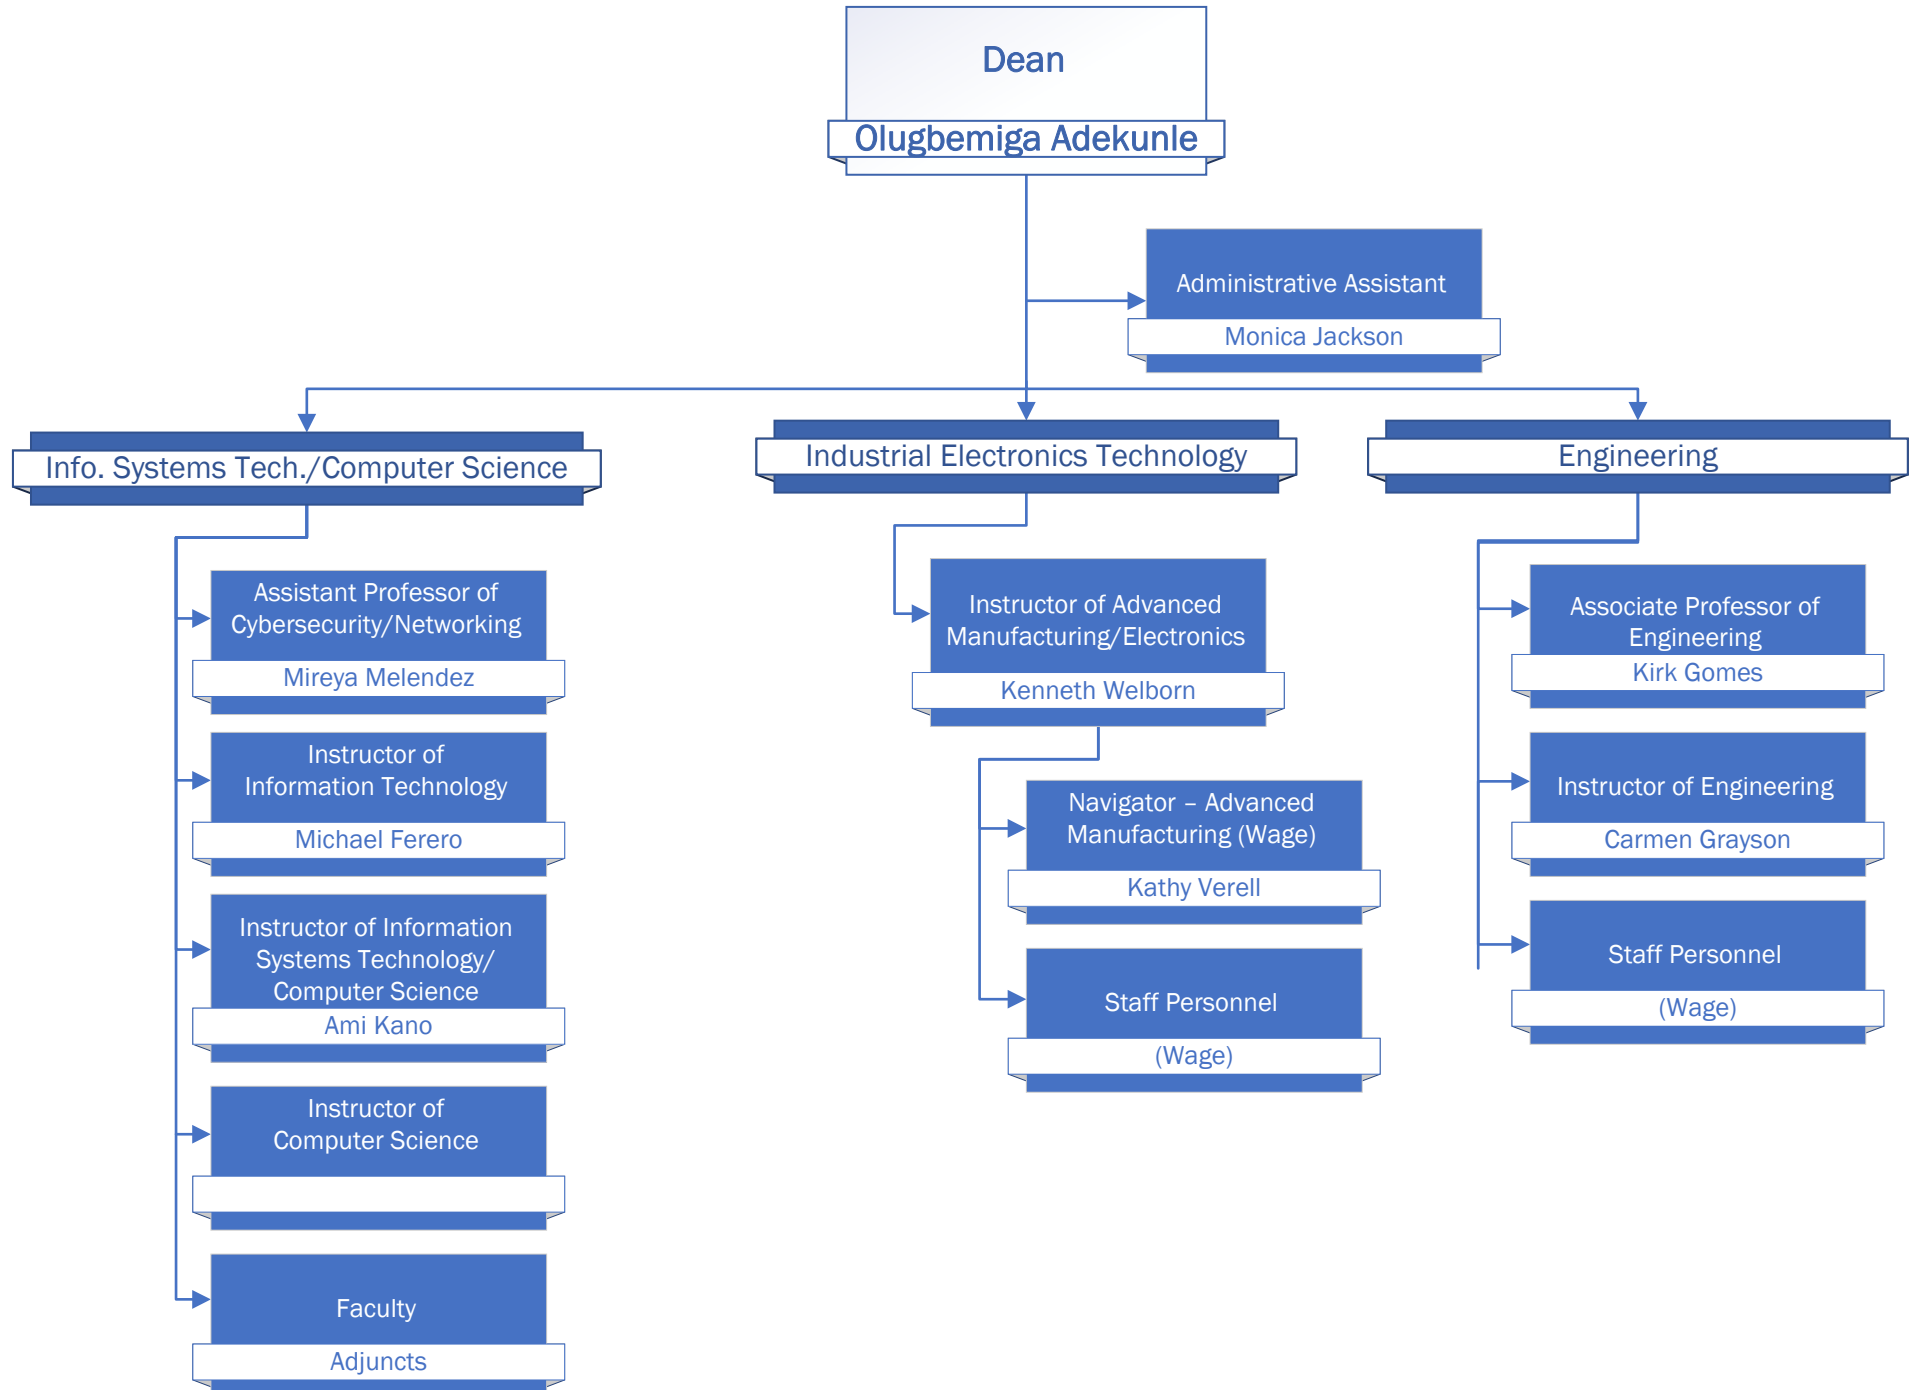 Dean
Olugbemiga Adekunle
Administrative Assistant
Monica Jackson
Info. Systems Tech./Computer Science
Industrial Electronics Technology
Engineering
Assistant Professor of
Cybersecurity/Networking
Mireya Melendez
Instructor of
Information Technology
Michael Ferero
Instructor of Information
Systems Technology/
Computer Science
Ami Kano
Instructor of
Computer Science
Faculty
Adjuncts
Instructor of Advanced
Manufacturing/Electronics
Kenneth Welborn
Navigator – Advanced
Manufacturing (Wage)
Kathy Verell
Staff Personnel
(Wage)
Associate Professor of
Engineering
Kirk Gomes
Instructor of Engineering
Carmen Grayson
Staff Personnel
(Wage)